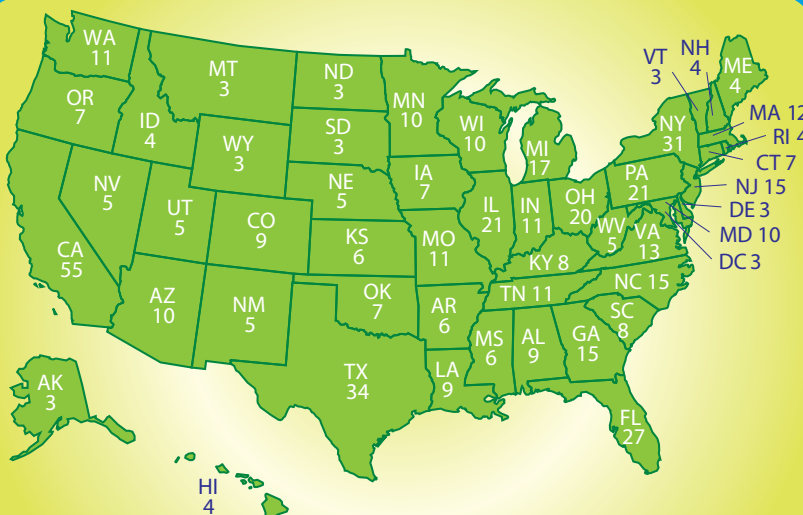 WA
11
OR
7
ID
4
MT
3
WY
3
NV
5
UT
5
CA
55
AZ
10
CO
9
NM
5
ND
3
SD
3
NE
5
KS
6
OK
7
TX
34
MN
10
IA
7
MO
11
AR
6
LA
9
WI
10
IL
21
MI
17
IN
11
OH
20
KY 8
TN 11
MS
6
AL
9
GA
15
FL
27
SC
8
NC 15
VA
13
WV
5
PA
21
NY
31
VT
3
NH
4
ME
4
MA 12
RI 4
CT 7
NJ 15
DE 3
MD 10
DC 3
AK
3
HI
4